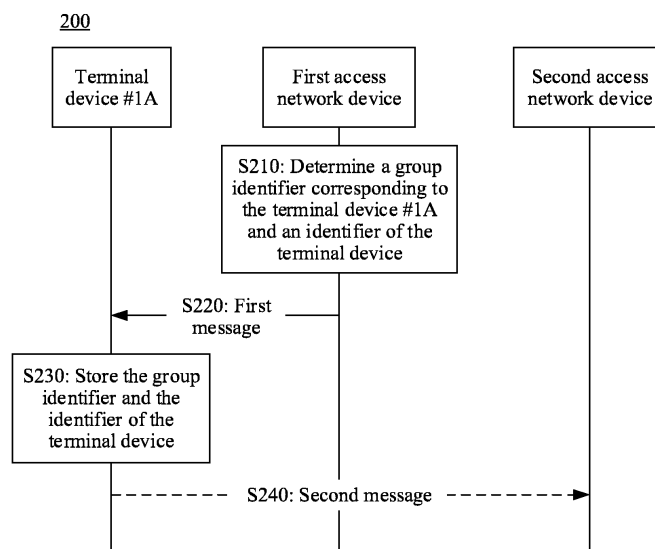 200
Terminal
device #1A
First access
network device
Second access
network device
S210: Determine a group
identifier corresponding to
the terminal device #1A
and an identifier of the
terminal device
S220: First
message
S230: Store the group
identifier and the
identifier of the
terminal device
S240: Second message